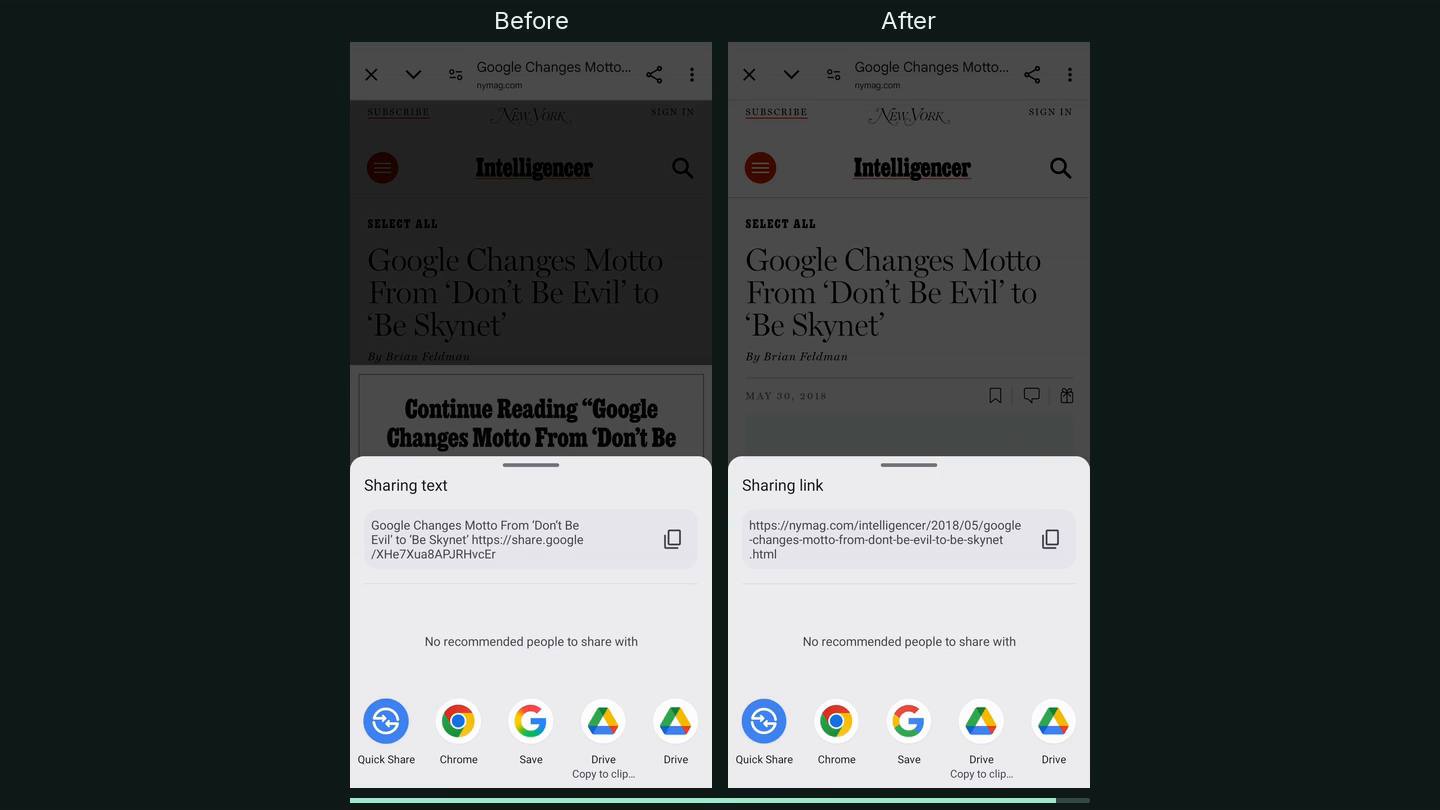 Before
Google Changes Motto...
nymag.com
SUBSCRIBE
NEW YORK
SIGN IN
Intelligencer
SELECT ALL
Google Changes Motto
From ‘Don’t Be Evil’ to
‘Be Skynet’
By Brian Feldman
Continue Reading “Google
Changes Motto From ‘Don’t Be
Sharing text
Google Changes Motto From ‘Don’t Be
Evil’ to ‘Be Skynet’ https://share.google
/XHe7Xua8APJRHvcEr
No recommended people to share with
Quick Share
Chrome
Save
Drive
Copy to clip...
Drive
After
Google Changes Motto...
nymag.com
SUBSCRIBE
NEW YORK
SIGN IN
Intelligencer
SELECT ALL
Google Changes Motto
From ‘Don’t Be Evil’ to
‘Be Skynet’
By Brian Feldman
MAY 30, 2018
Sharing link
https://nymag.com/intelligencer/2018/05/google
-changes-motto-from-dont-be-evil-to-be-skynet
.html
No recommended people to share with
Quick Share
Chrome
Save
Drive
Copy to clip...
Drive